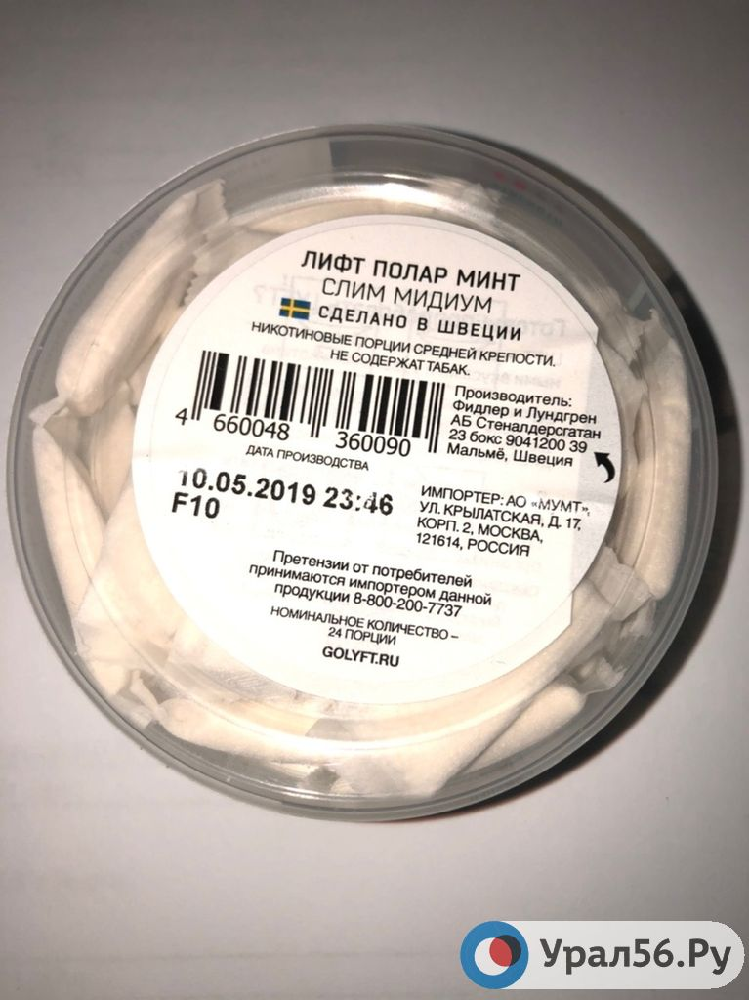 ЛИФТ ПОЛАР МИНТ
СЛИМ МИДИУМ
СДЕЛАНО В ШВЕЦИИ
НИКОТИНОВЫЕ ПОРЦИИ СРЕДНЕЙ КРЕПОСТИ.
НЕ СОДЕРЖАТ ТАБАК.
4 660048 360090
Производитель:
Фидлер и Лундгрен
АБ Стеналдерсгатан
23 бокс 9041200 39
Мальмё, Швеция
ДАТА ПРОИЗВОДСТВА
10.05.2019 23:46
F10
ИМПОРТЕР: АО «МУМТ»,
УЛ. КРЫЛАТСКАЯ, Д. 17,
КОРП. 2, МОСКВА,
121614, РОССИЯ
Претензии от потребителей
принимаются импортером данной
продукции 8-800-200-7737
НОМИНАЛЬНОЕ КОЛИЧЕСТВО –
24 ПОРЦИИ
GOLYFT.RU
Урал56.Ру